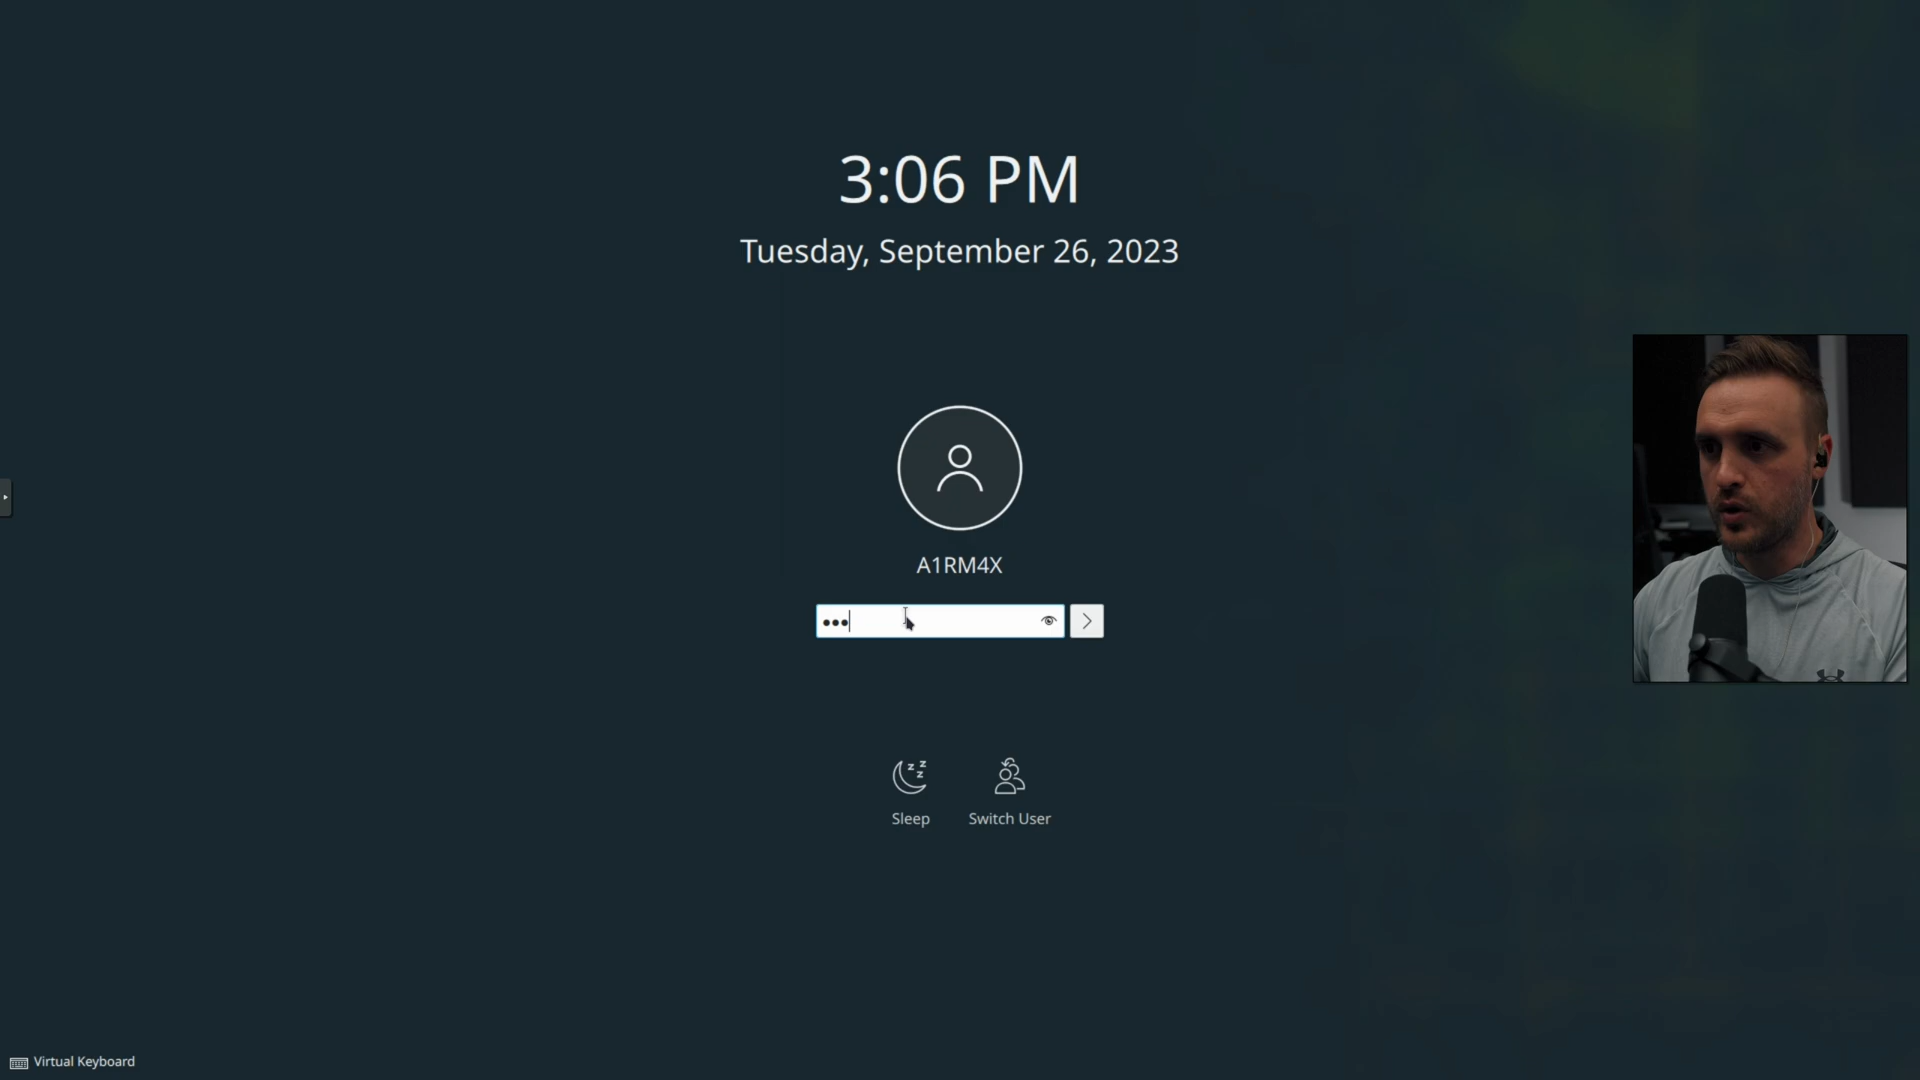 3:06 PM
Tuesday, September 26, 2023
A1RM4X
Sleep
Switch User
Virtual Keyboard